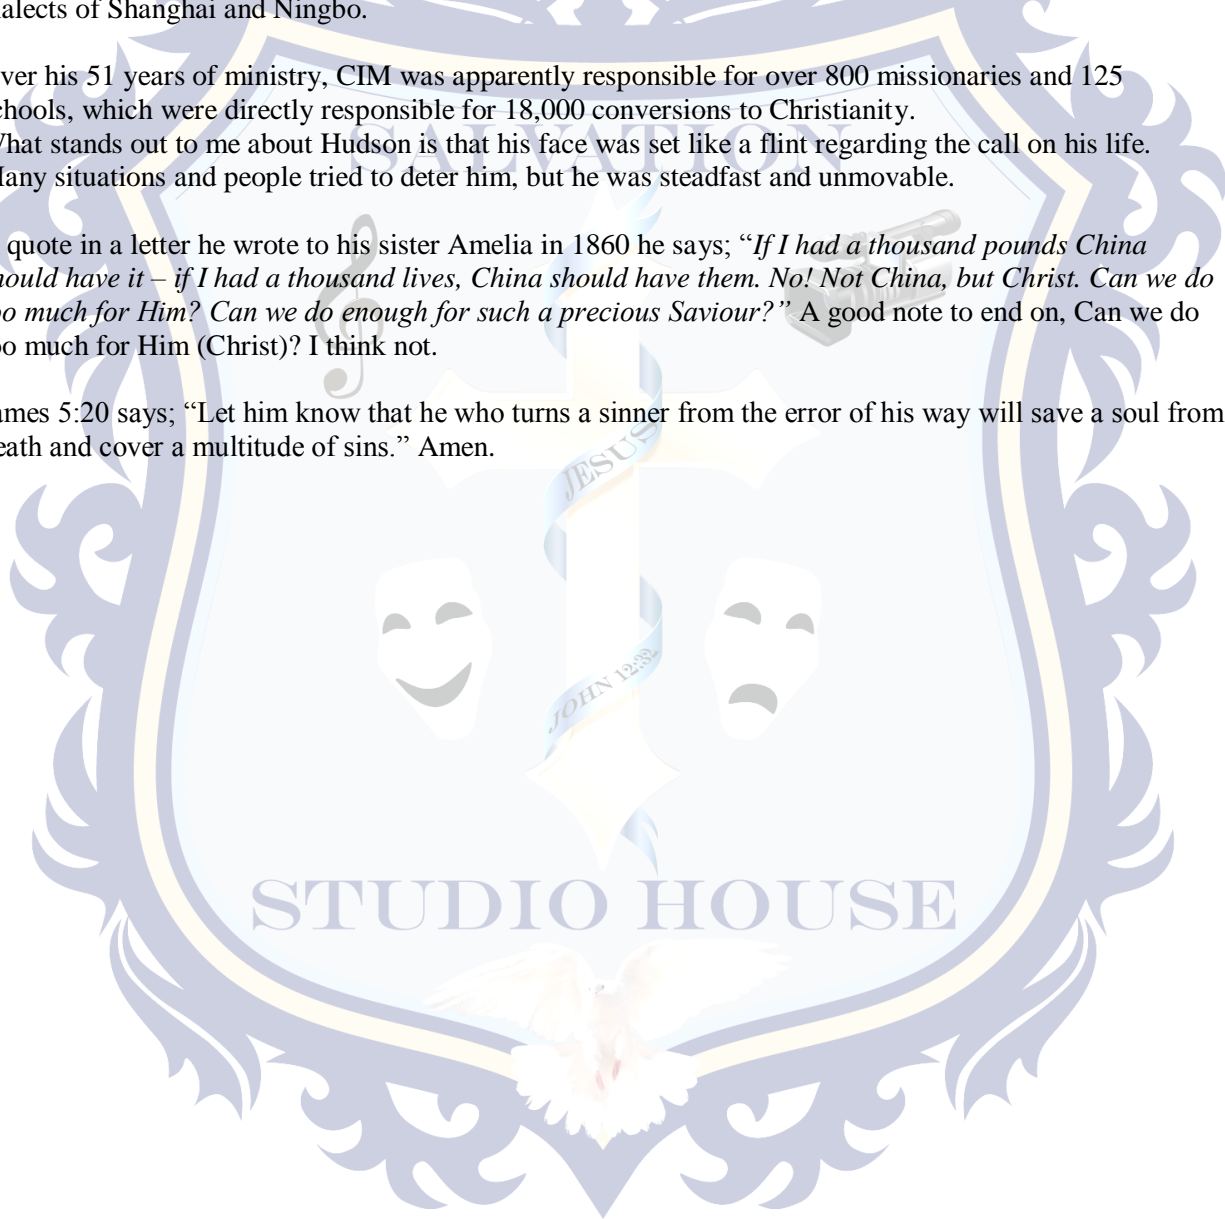 alects of Shanghai and Ningbo.
ver his 51 years of ministry, CIM was apparently responsible for over 800 missionaries and 125
chools, which were directly responsible for 18,000 conversions to Christianity.
SALVATION
What stands out to me about Hudson is that his face was set like a flint regarding the call on his life.
Many situations and people tried to deter him, but he was steadfast and unmovable.
quote in a letter he wrote to his sister Amelia in 1860 he says; “If I had a thousand pounds China
hould have it – if I had a thousand lives, China should have them. No! Not China, but Christ. Can we do
oo much for Him? Can we do enough for such a precious Saviour?” A good note to end on, Can we do
oo much for Him (Christ)? I think not.
ames 5:20 says; “Let him know that he who turns a sinner from the error of his way will save a soul from
eath and cover a multitude of sins.” Amen.
JESUS
JOHN 12:32
STUDIO HOUSE